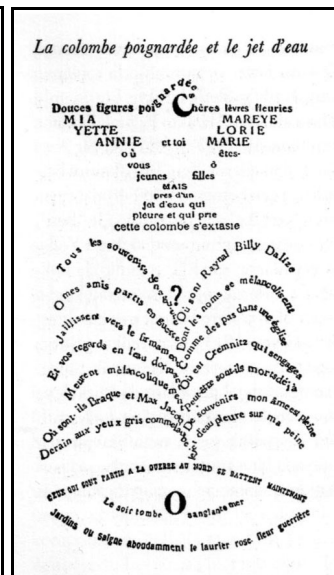 La colombe poignardée et le jet d'eau
Douces figures poignardées Chères lèvres fleuries
MIA MAREYE
YETTE LORIE
ANNIE et toi MARIE
où êtes-
vous ô
jeunes filles
MAIS
près d'un
jet d'eau qui
pleure et qui prie
cette colombe s'extasie
Tous les souvenirs de naguère
O mes amis partis en guerre
Jaillissent vers le firmament
Et vos regards en l'eau dormant
Meurent mélancoliquement
Où sont-ils Braque et Max Jacob
Derain aux yeux gris comme l'aube
?
Où sont Raynal Billy Dalize
Dont les noms se mélancolisent
Comme des pas dans une église
Où est Cremnitz qui s'engagea
Peut-être sont-ils morts déjà
De souvenirs mon âme est pleine
Le jet d'eau pleure sur ma peine
CEUX QUI SONT PARTIS A LA GUERRE AU NORD SE BATTENT MAINTENANT
Le soir tombe O sanglante mer
Jardins où saigne abondamment le laurier rose fleur guerrière